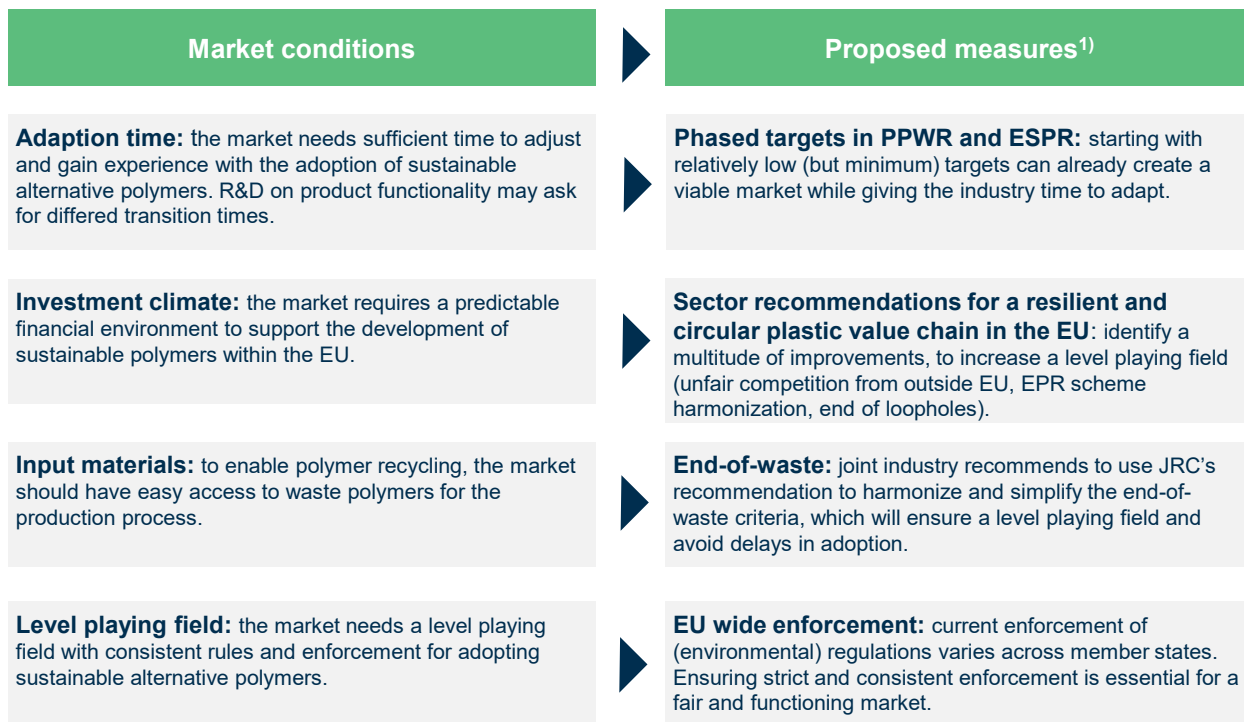 Market conditions
Proposed measures1)
Adaption time: the market needs sufficient time to adjust
and gain experience with the adoption of sustainable
alternative polymers. R&D on product functionality may ask
for differed transition times.
Phased targets in PPWR and ESPR: starting with
relatively low (but minimum) targets can already create a
viable market while giving the industry time to adapt.
Investment climate: the market requires a predictable
financial environment to support the development of
sustainable polymers within the EU.
Sector recommendations for a resilient and
circular plastic value chain in the EU: identify a
multitude of improvements, to increase a level playing field
(unfair competition from outside EU, EPR scheme
harmonization, end of loopholes).
Input materials: to enable polymer recycling, the market
should have easy access to waste polymers for the
production process.
End-of-waste: joint industry recommends to use JRC's
recommendation to harmonize and simplify the end-of-
waste criteria, which will ensure a level playing field and
avoid delays in adoption.
Level playing field: the market needs a level playing
field with consistent rules and enforcement for adopting
sustainable alternative polymers.
EU wide enforcement: current enforcement of
(environmental) regulations varies across member states.
Ensuring strict and consistent enforcement is essential for a
fair and functioning market.